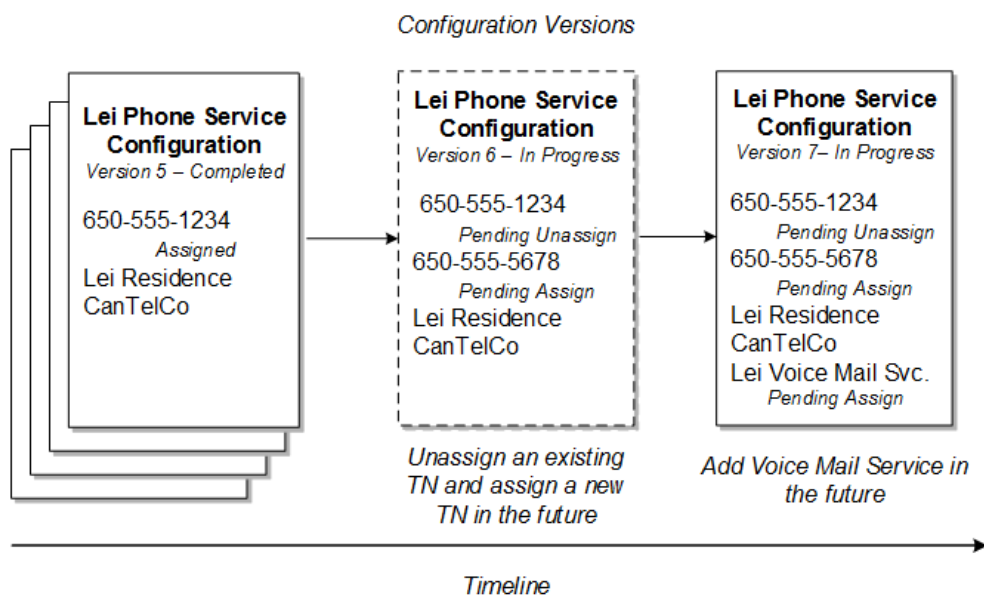 Configuration Versions
Lei Phone Service
Configuration
Version 5 – Completed
650-555-1234
Assigned
Lei Residence
CanTelCo
Lei Phone Service
Configuration
Version 6 – In Progress
650-555-1234
Pending Unassign
650-555-5678
Pending Assign
Lei Residence
CanTelCo
Unassign an existing
TN and assign a new
TN in the future
Lei Phone Service
Configuration
Version 7– In Progress
650-555-1234
Pending Unassign
650-555-5678
Pending Assign
Lei Residence
CanTelCo
Lei Voice Mail Svc.
Pending Assign
Add Voice Mail Service in
the future
Timeline